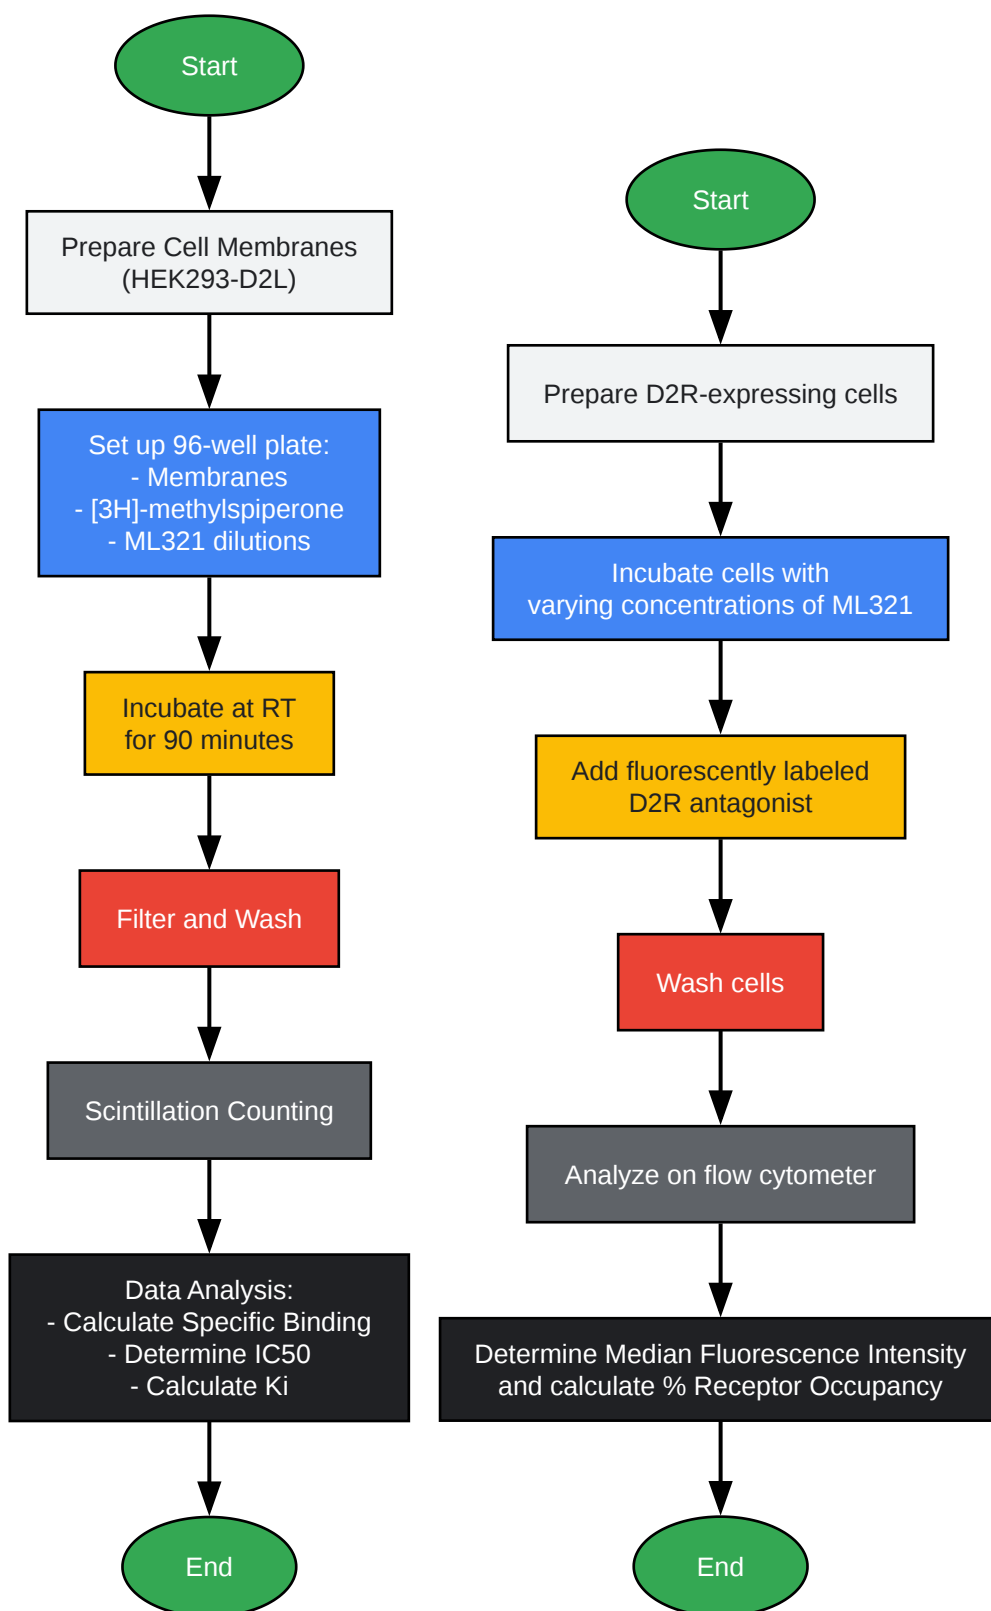 Start
Prepare Cell Membranes
(HEK293-D2L)
Set up 96-well plate:
- Membranes
- [3H]-methylspiperone
- ML321 dilutions
Incubate at RT
for 90 minutes
Filter and Wash
Scintillation Counting
Data Analysis:
- Calculate Specific Binding
- Determine IC50
- Calculate Ki
End
Start
Prepare D2R-expressing cells
Incubate cells with
varying concentrations of ML321
Add fluorescently labeled
D2R antagonist
Wash cells
Analyze on flow cytometer
Determine Median Fluorescence Intensity
and calculate % Receptor Occupancy
End